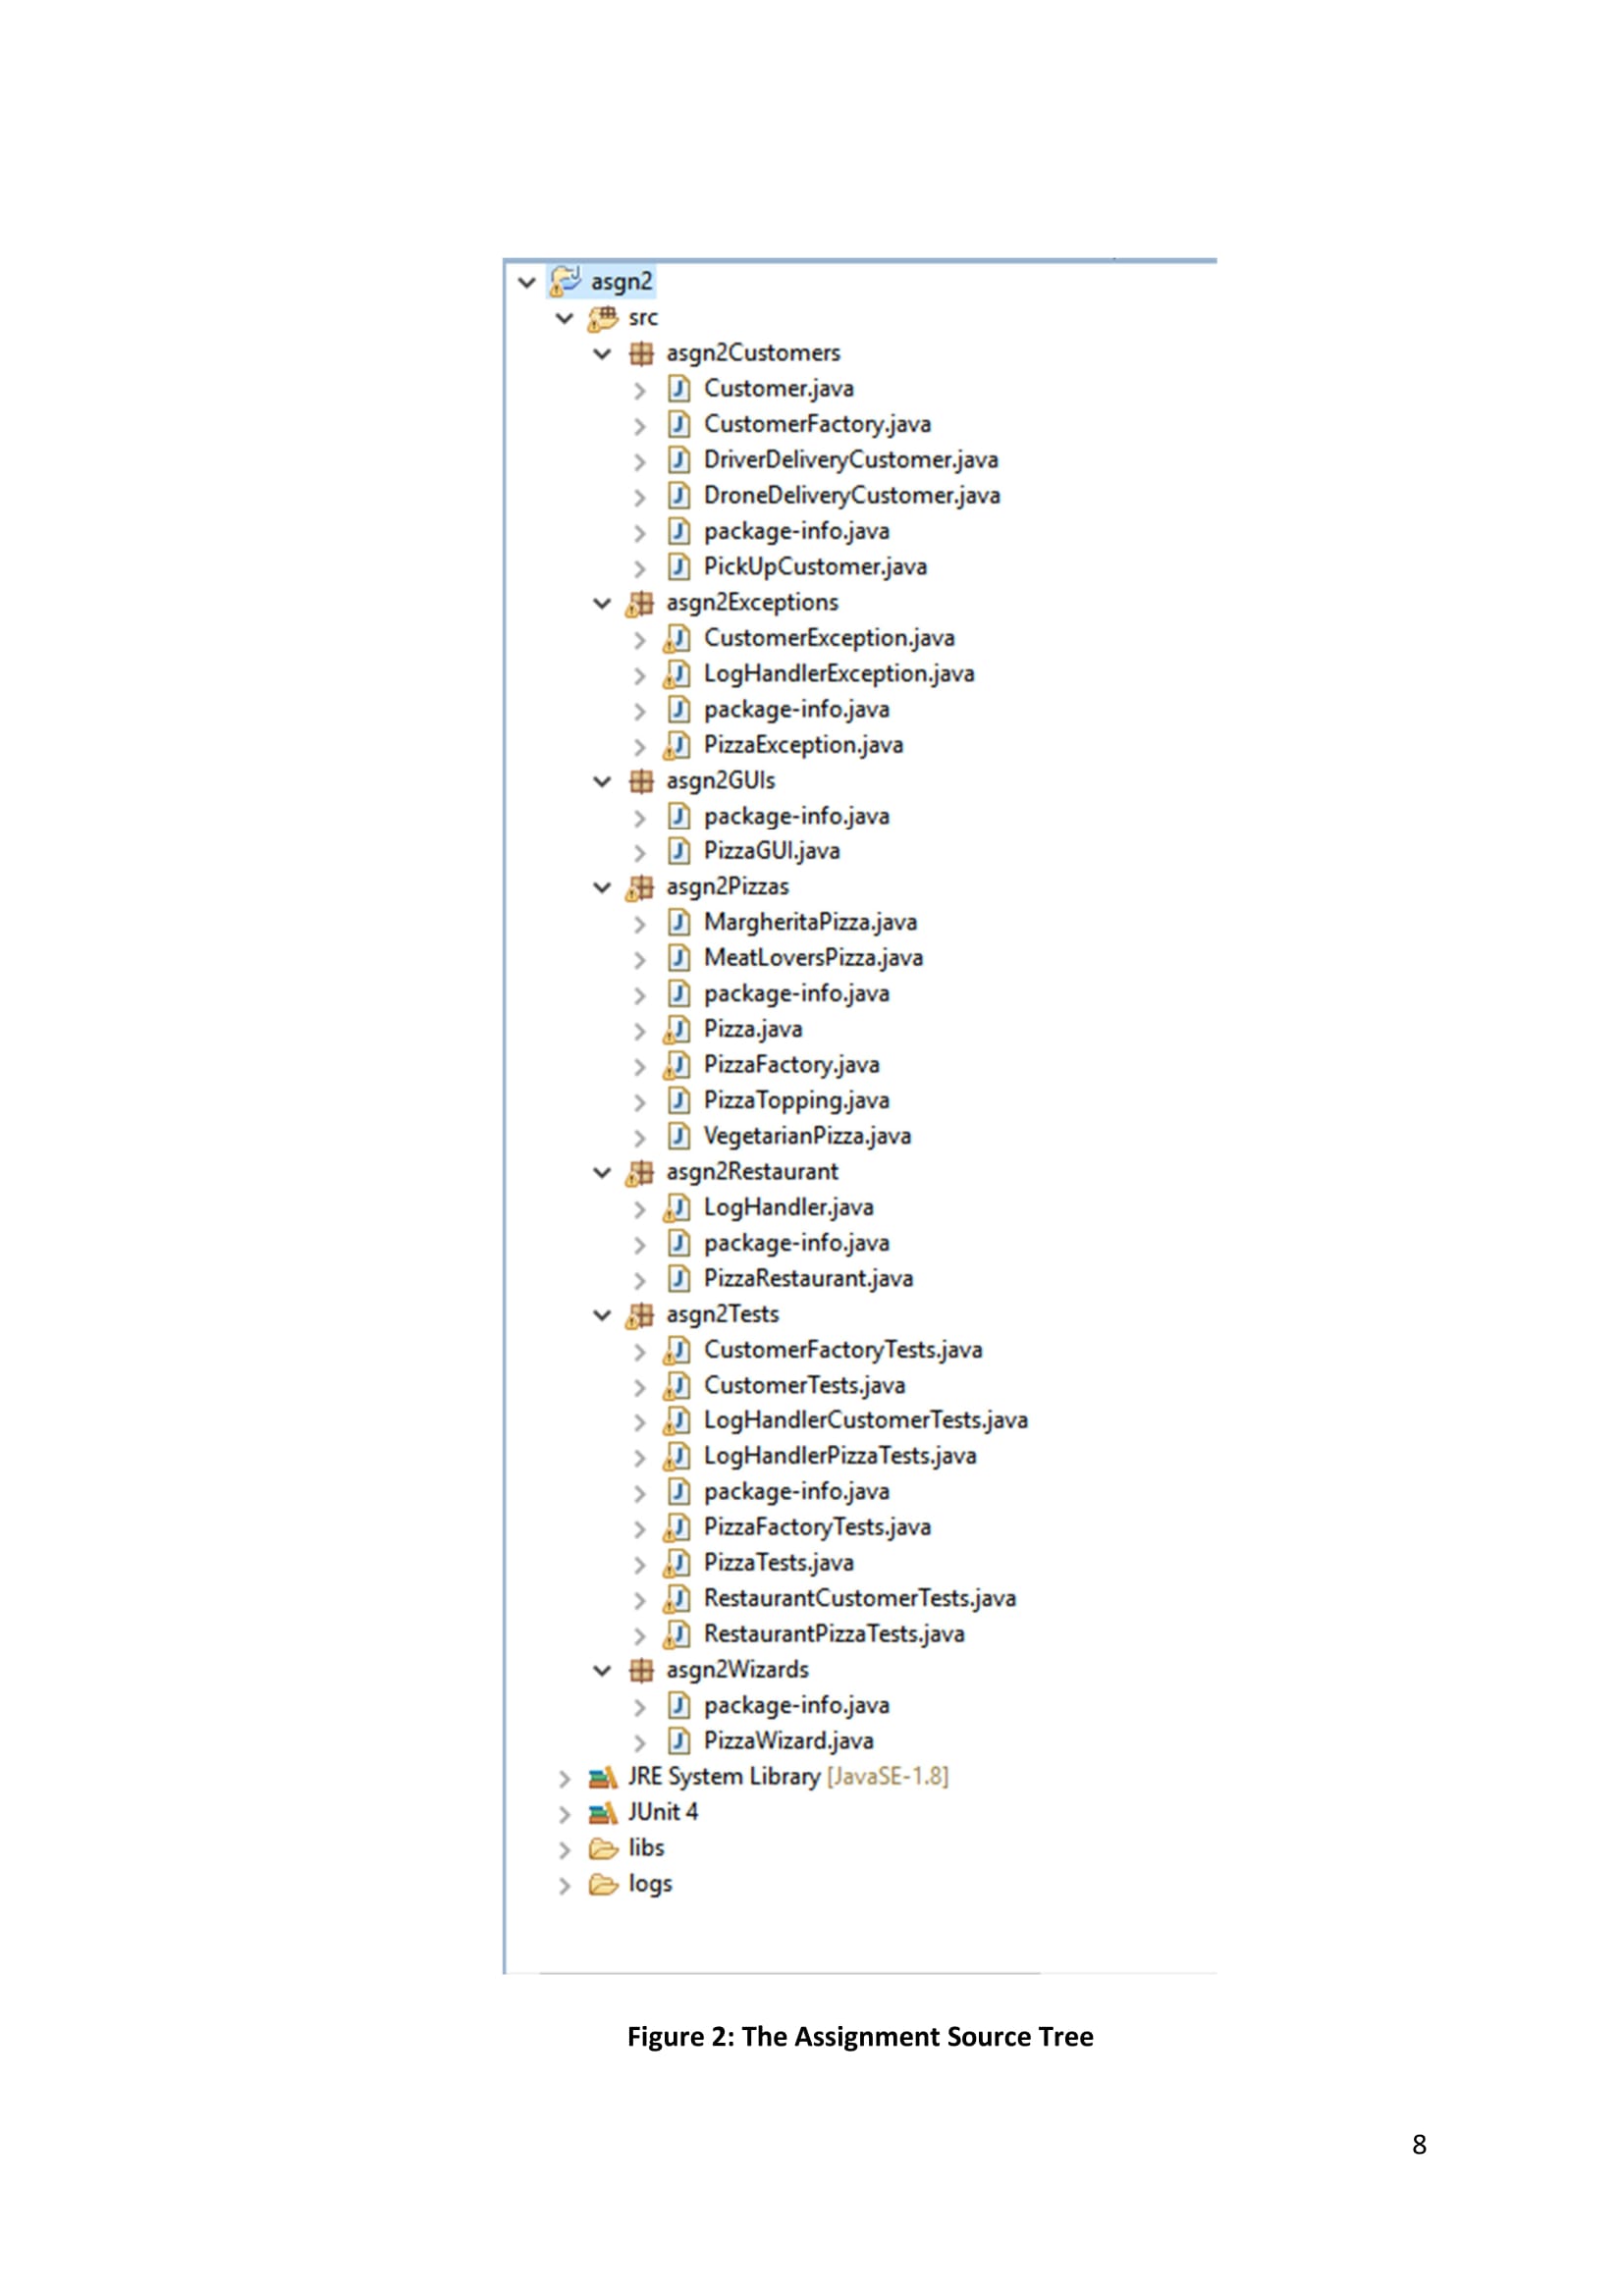 asgn2
src
asgn2Customers
Customer.java
CustomerFactory.java
DriverDeliveryCustomer.java
DroneDeliveryCustomer.java
package-info.java
PickUpCustomer.java
asgn2Exceptions
CustomerException.java
LogHandlerException.java
package-info.java
PizzaException.java
asgn2GUIs
package-info.java
PizzaGUI.java
asgn2Pizzas
MargheritaPizza.java
MeatLoversPizza.java
package-info.java
Pizza.java
PizzaFactory.java
PizzaTopping.java
VegetarianPizza.java
asgn2Restaurant
LogHandler.java
package-info.java
PizzaRestaurant.java
asgn2Tests
CustomerFactoryTests.java
CustomerTests.java
LogHandlerCustomerTests.java
LogHandlerPizzaTests.java
package-info.java
PizzaFactoryTests.java
PizzaTests.java
RestaurantCustomerTests.java
RestaurantPizzaTests.java
asgn2Wizards
package-info.java
PizzaWizard.java
JRE System Library [JavaSE-1.8]
JUnit 4
libs
logs
Figure 2: The Assignment Source Tree
8